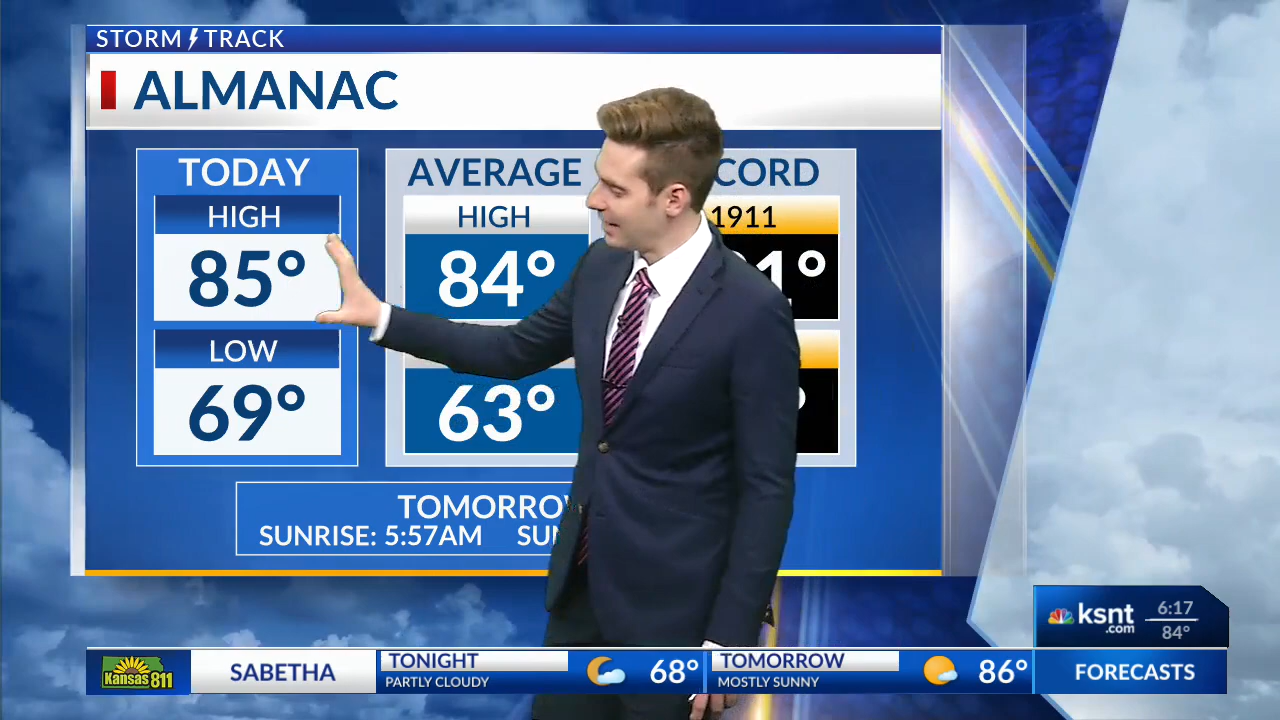 STORM TRACK
ALMANAC
TODAY
HIGH
85°
LOW
69°
AVERAGE
HIGH
84°
63°
1911
TOMORROW
SUNRISE: 5:57AM
ksnt
.com
6:17
84°
Kansas 811
SABETHA
TONIGHT
PARTLY CLOUDY
68°
TOMORROW
MOSTLY SUNNY
86°
FORECASTS